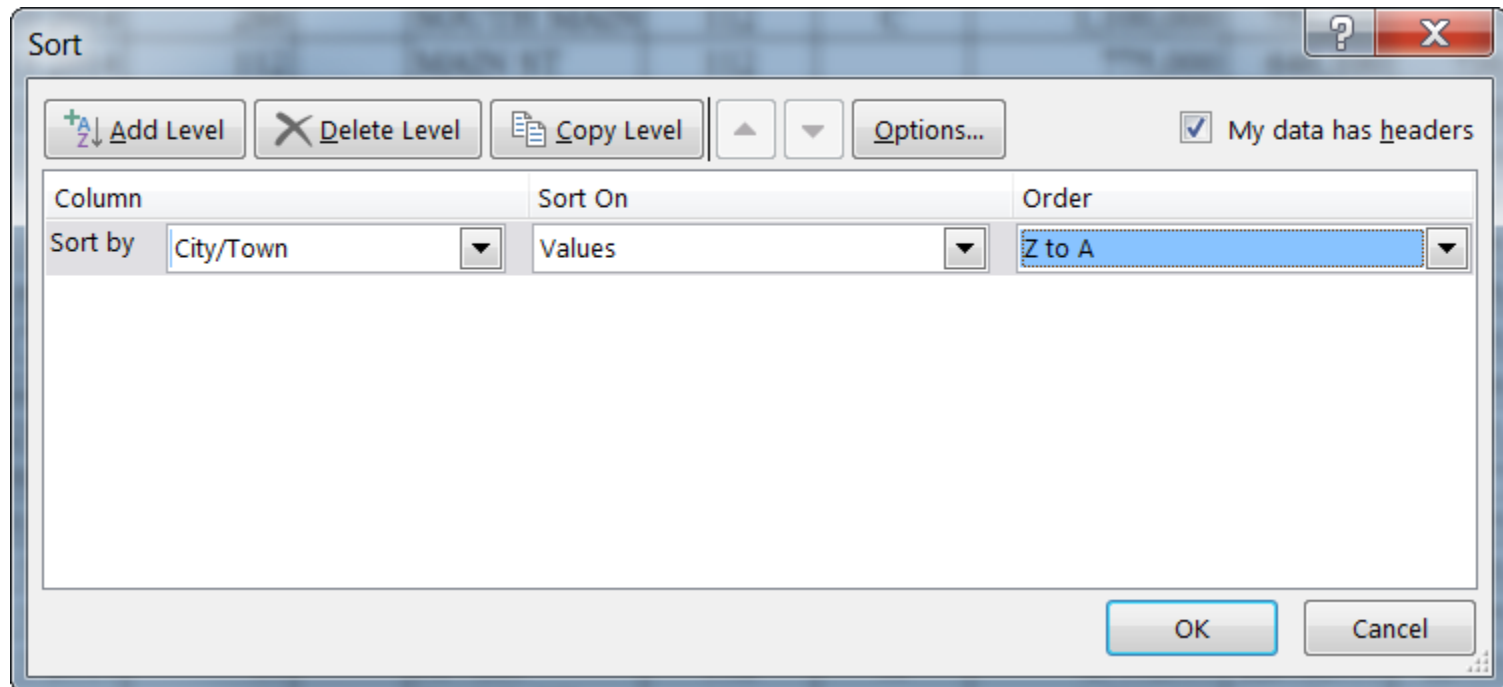 Sort
Add Level Delete Level Copy Level Options... My data has headers
Column Sort On Order
Sort by City/Town Values Z to A
OK Cancel